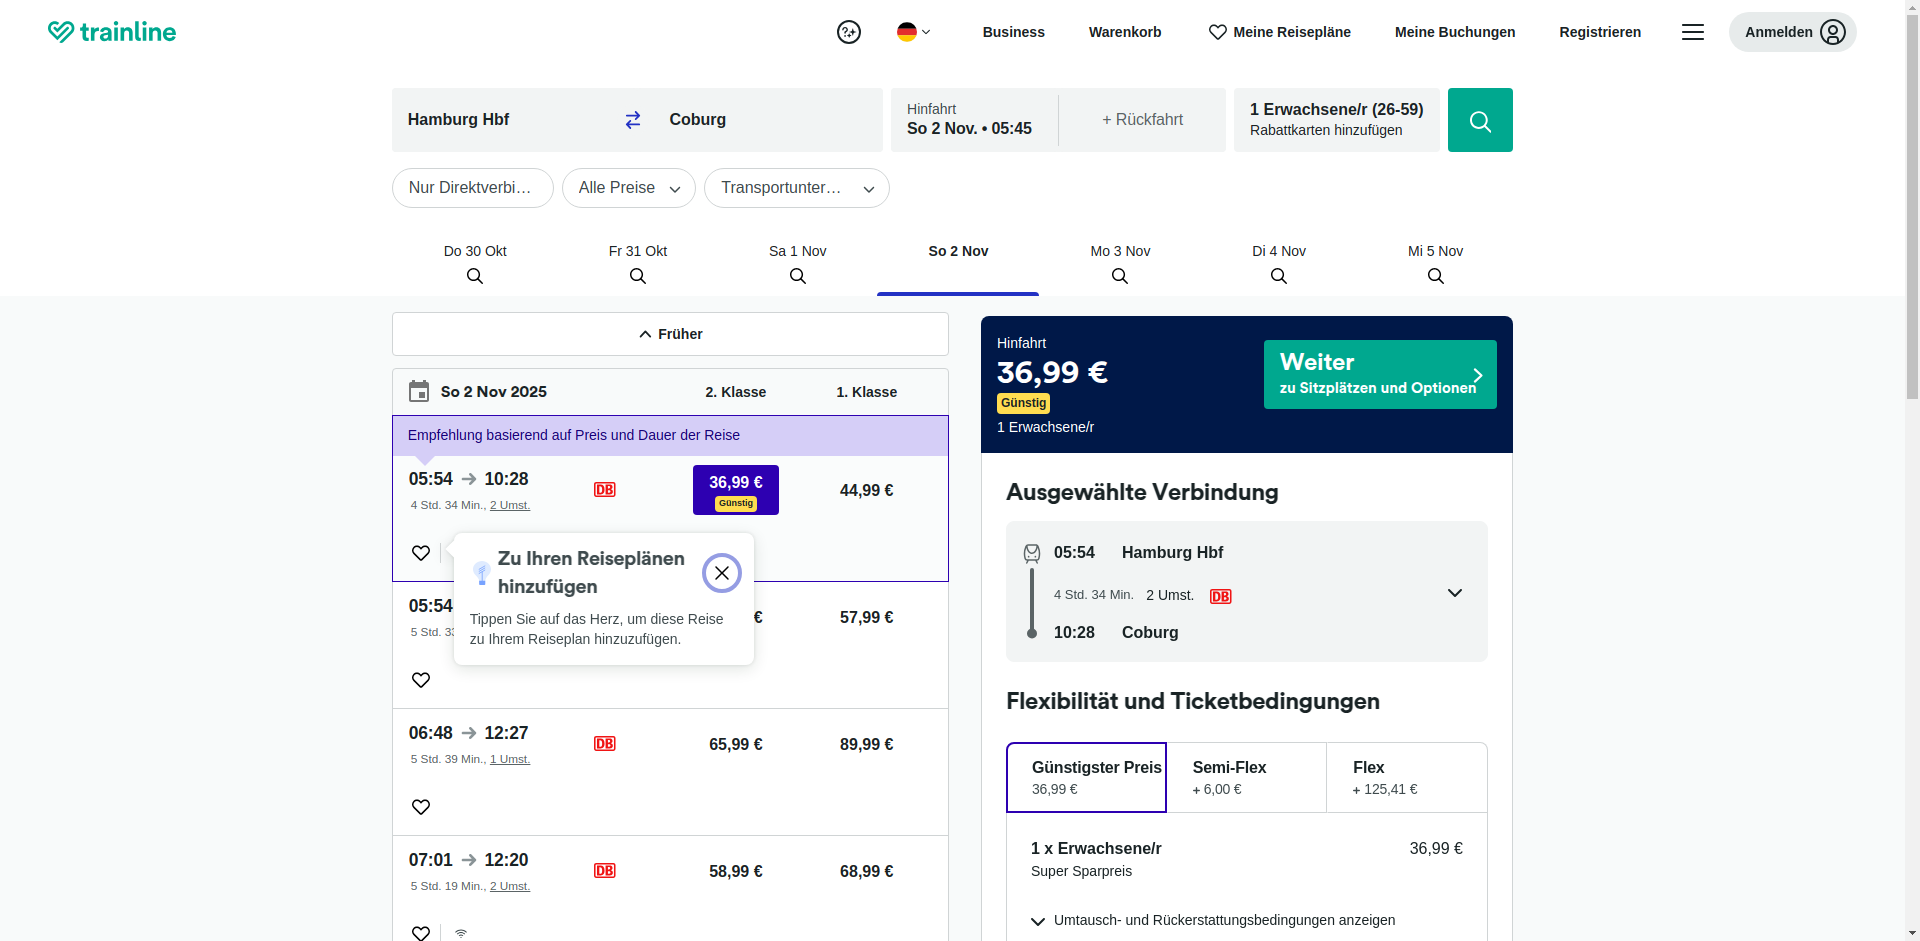 trainline
Business
Warenkorb
Meine Reisepläne
Meine Buchungen
Registrieren
Anmelden
Hamburg Hbf
Coburg
Hinfahrt
So 2 Nov. • 05:45
+ Rückfahrt
1 Erwachsene/r (26-59)
Rabattkarten hinzufügen
Nur Direktverbi…
Alle Preise
Transportunter…
Do 30 Okt
Fr 31 Okt
Sa 1 Nov
So 2 Nov
Mo 3 Nov
Di 4 Nov
Mi 5 Nov
Früher
So 2 Nov 2025
2. Klasse
1. Klasse
Empfehlung basierend auf Preis und Dauer der Reise
05:54 → 10:28
DB
36,99 €
Günstig
44,99 €
4 Std. 34 Min., 2 Umst.
Zu Ihren Reiseplänen
hinzufügen
Tippen Sie auf das Herz, um diese Reise
zu Ihrem Reiseplan hinzuzufügen.
05:54
€
57,99 €
5 Std.
06:48 → 12:27
DB
65,99 €
89,99 €
5 Std. 39 Min., 1 Umst.
07:01 → 12:20
DB
58,99 €
68,99 €
5 Std. 19 Min., 2 Umst.
Hinfahrt
36,99 €
Günstig
1 Erwachsene/r
Weiter
zu Sitzplätzen und Optionen
Ausgewählte Verbindung
05:54 Hamburg Hbf
4 Std. 34 Min. 2 Umst. DB
10:28 Coburg
Flexibilität und Ticketbedingungen
Günstigster Preis
36,99 €
Semi-Flex
+ 6,00 €
Flex
+ 125,41 €
1 x Erwachsene/r
36,99 €
Super Sparpreis
Umtausch- und Rückerstattungsbedingungen anzeigen